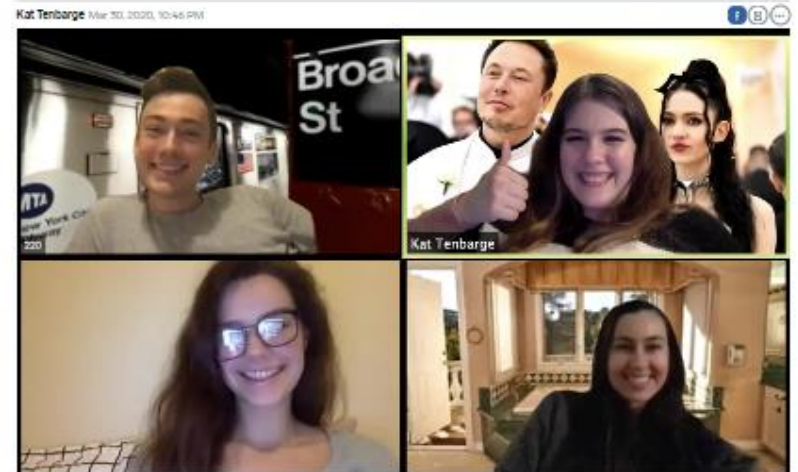 Kat Tenbarge Mar 30, 2020, 10:46 PM
Broa
St
MTA
New York
220
Kat Tenbarge